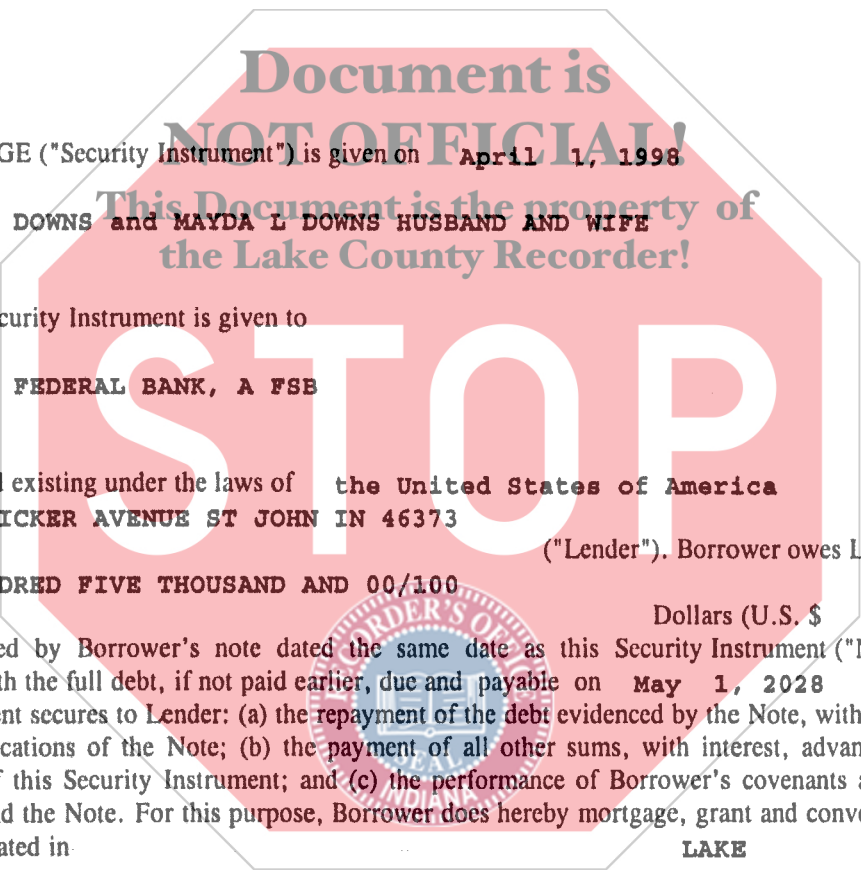 Document is
NOT OFFICIAL!
GE ("Security Instrument") is given on April 1, 1998
This Document is the property of
DOWNS and MAYDA L DOWNS HUSBAND AND WIFE
the Lake County Recorder!
curity Instrument is given to
STOP
FEDERAL BANK, A FSB
existing under the laws of the United States of America
ICKER AVENUE ST JOHN IN 46373
("Lender"). Borrower owes L
DRED FIVE THOUSAND AND 00/100
Dollars (U.S. $
ed by Borrower's note dated the same date as this Security Instrument ("N
th the full debt, if not paid earlier, due and payable on May 1, 2028
ent secures to Lender: (a) the repayment of the debt evidenced by the Note, with
cations of the Note; (b) the payment of all other sums, with interest, advan
f this Security Instrument; and (c) the performance of Borrower's covenants a
d the Note. For this purpose, Borrower does hereby mortgage, grant and conve
ated in LAKE
RECORDER'S OFFICE
SEAL
INDIANA